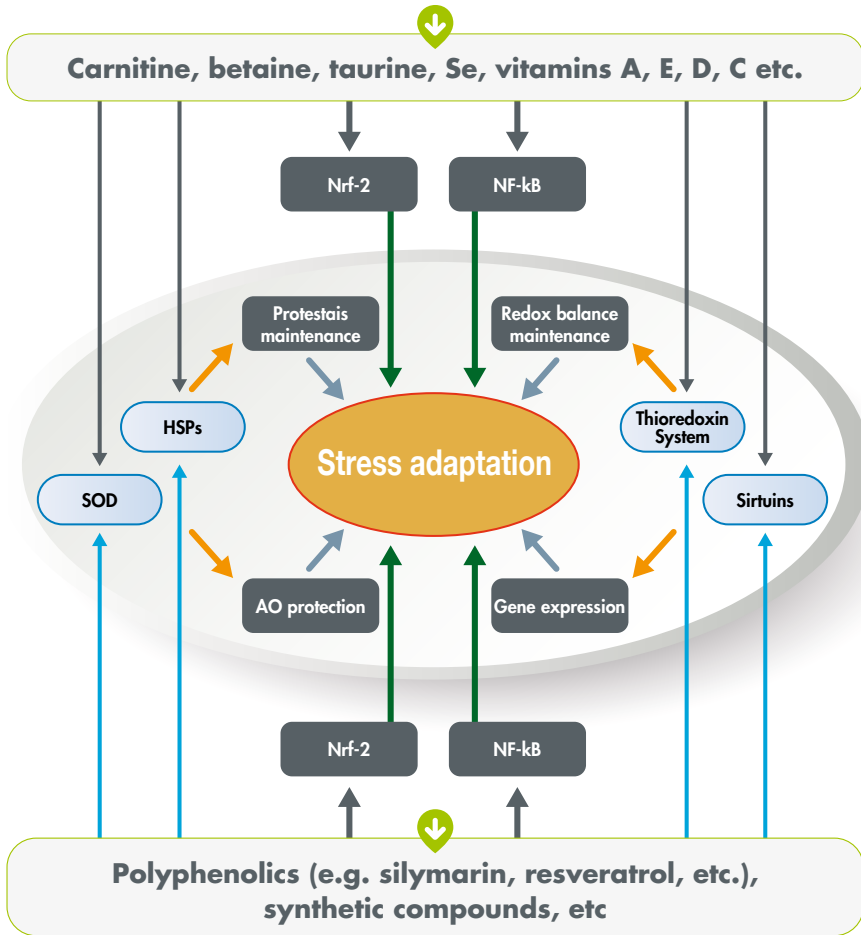 Carnitine, betaine, taurine, Se, vitamins A, E, D, C etc.
Nrf-2
NF-kB
Protestais
maintenance
Redox balance
maintenance
HSPs
Thioredoxin
System
Stress adaptation
SOD
Sirtuins
AO protection
Gene expression
Nrf-2
NF-kB
Polyphenolics (e.g. silymarin, resveratrol, etc.),
synthetic compounds, etc